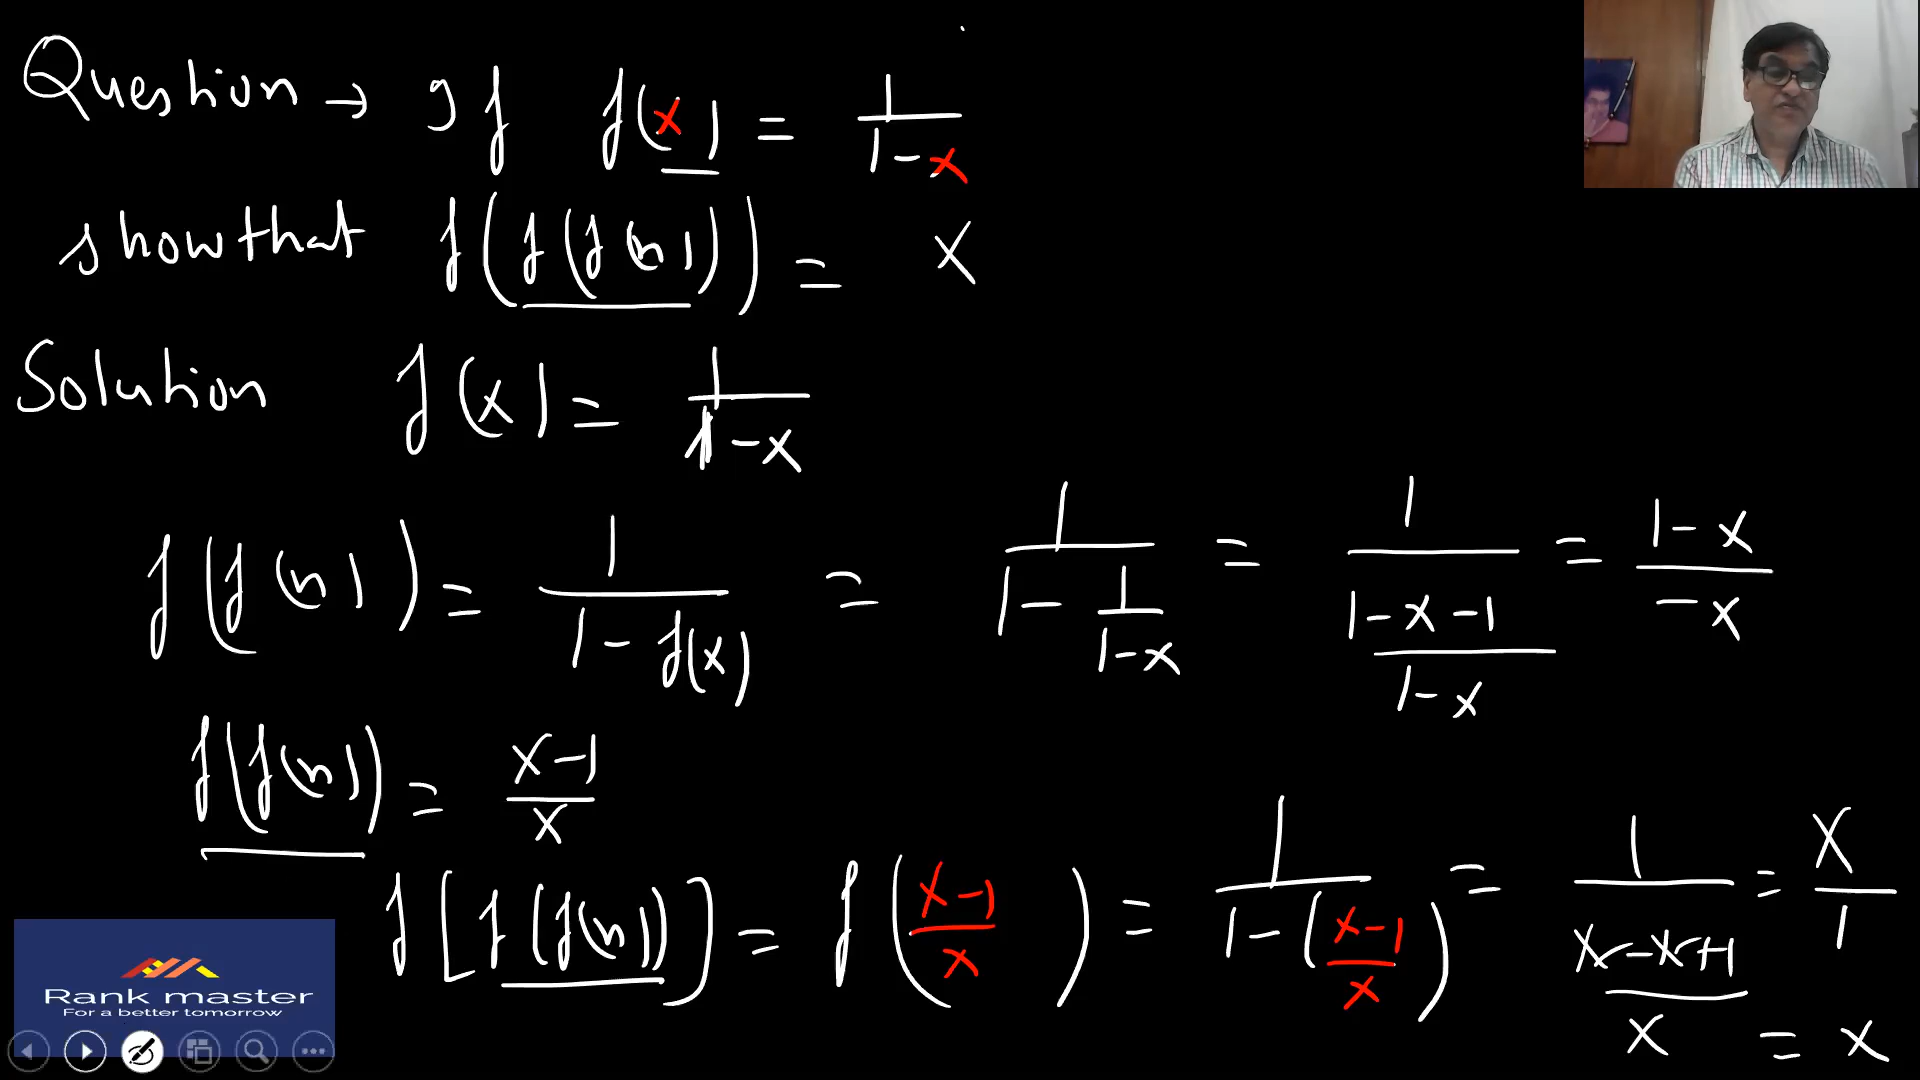 Question → If f(x) = 1/(1-x)
show that f(f(f(x))) = x
Solution f(x) = 1/(1-x)
f(f(x)) = 1/(1-f(x)) = 1/(1-1/(1-x)) = 1/((1-x-1)/(1-x)) = (1-x)/(-x)
f(f(x)) = (x-1)/x
f[f(f(x))] = f((x-1)/x) = 1/(1-((x-1)/x)) = 1/((x-x+1)/x) = x/1
= x
Rank master
For a better tomorrow